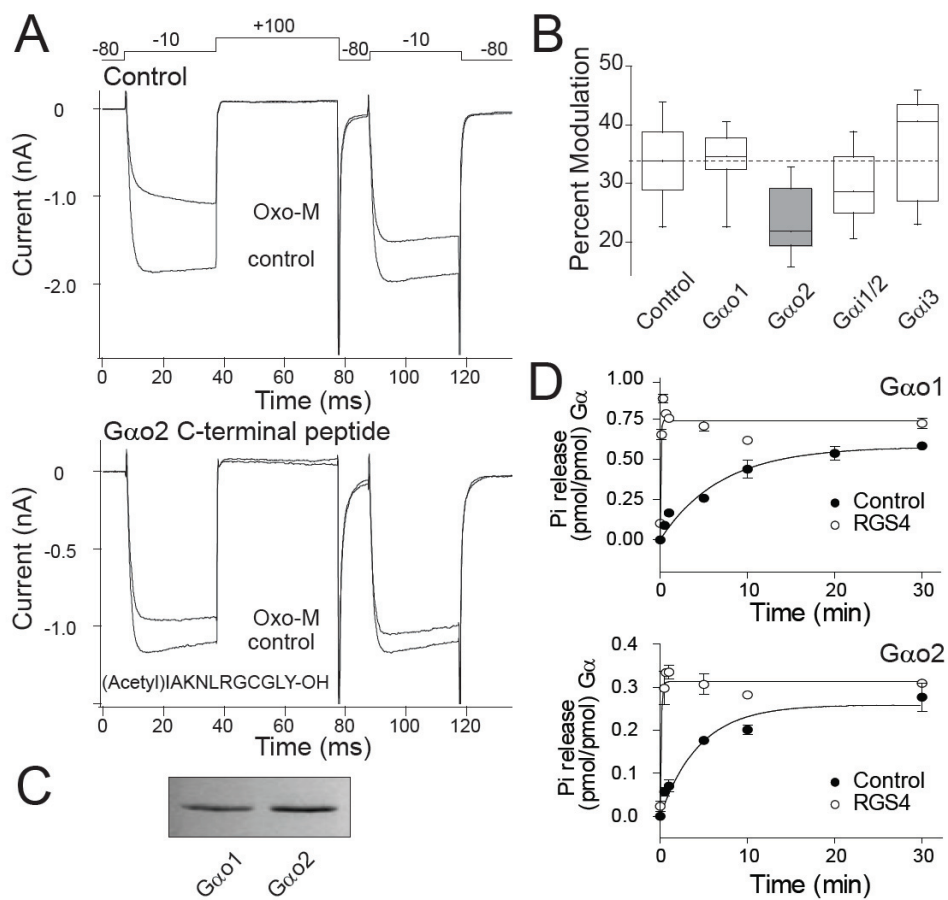 A
-80 -10 +100 -80 -10 -80
Control
0
-1.0
-2.0
Current (nA)
Oxo-M
control
0 20 40 60 80 100 120
Time (ms)
Gαo2 C-terminal peptide
0
-0.5
-1.0
Current (nA)
Oxo-M
control
(Acetyl)IAKNLRGCGLY-OH
0 20 40 60 80 100 120
Time (ms)
B
Percent Modulation
50
40
30
20
Control Gαo1 Gαo2 Gαi1/2 Gαi3
C
Gαo1 Gαo2
D
Gαo1
Pi release
(pmol/pmol) Gα
1.00
0.75
0.50
0.25
0.00
Control
RGS4
0 10 20 30
Time (min)
Gαo2
Pi release
(pmol/pmol) Gα
0.4
0.3
0.2
0.1
0.0
Control
RGS4
0 10 20 30
Time (min)